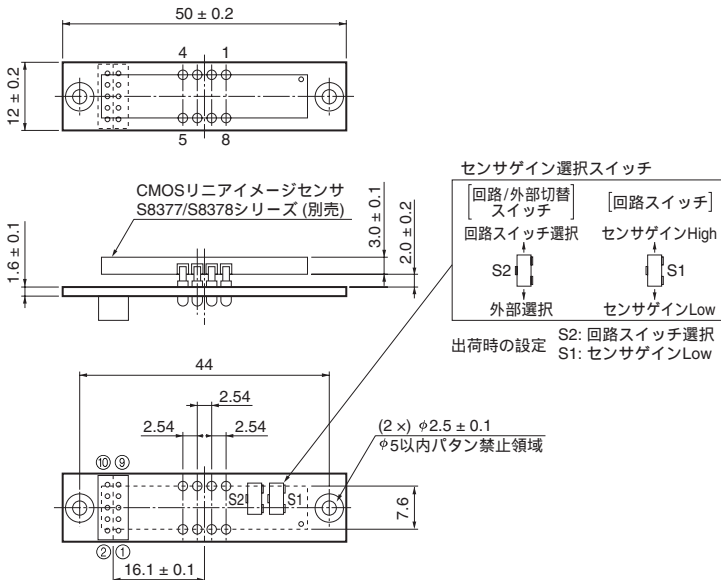 50 ± 0.2
4 1
12 ± 0.2
5 8
CMOSリニアイメージセンサ
S8377/S8378シリーズ (別売)
3.0 ± 0.1
2.0 ± 0.2
1.6 ± 0.1
センサゲイン選択スイッチ
[回路/外部切替
スイッチ]
[回路スイッチ]
回路スイッチ選択
センサゲインHigh
S2
S1
外部選択
センサゲインLow
出荷時の設定
S2: 回路スイッチ選択
S1: センサゲインLow
44
2.54
2.54
(2 ×) φ2.5 ± 0.1
φ5以内パタン禁止領域
⑩ ⑨
S2
S1
7.6
② ①
16.1 ± 0.1